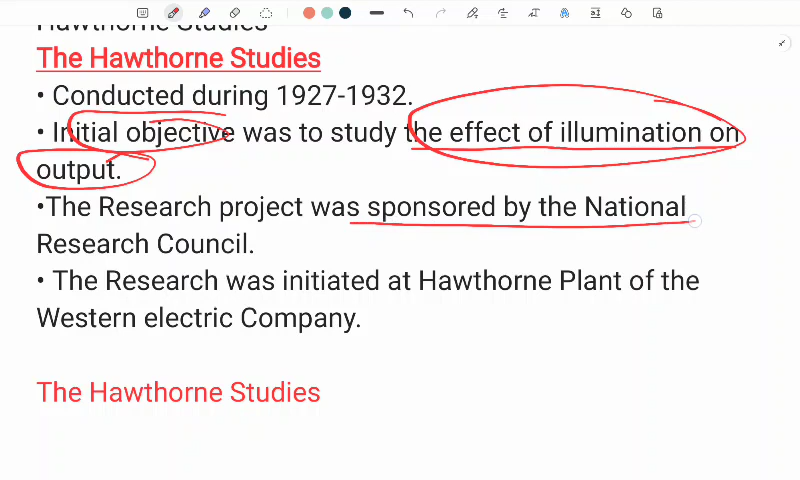 Hawthorne Studies
The Hawthorne Studies
• Conducted during 1927-1932.
• Initial objective was to study the effect of illumination on
output.
•The Research project was sponsored by the National
Research Council.
• The Research was initiated at Hawthorne Plant of the
Western electric Company.
The Hawthorne Studies